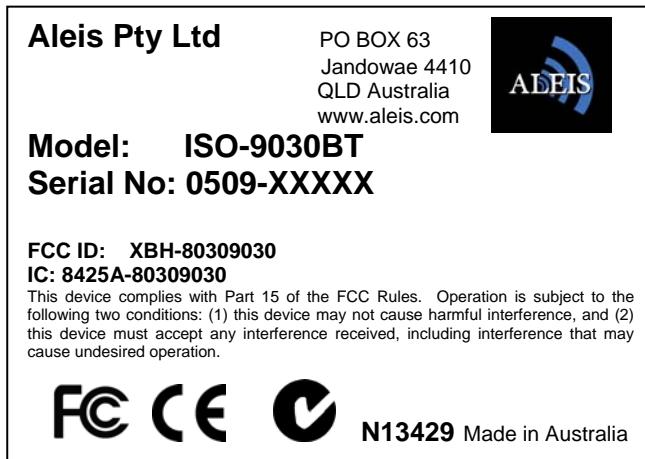 Aleis Pty Ltd
PO BOX 63
Jandowae 4410
QLD Australia
www.aleis.com
ALEIS
Model: ISO-9030BT
Serial No: 0509-XXXXX
FCC ID: XBH-80309030
IC: 8425A-80309030
This device complies with Part 15 of the FCC Rules. Operation is subject to the
following two conditions: (1) this device may not cause harmful interference, and (2)
this device must accept any interference received, including interference that may
cause undesired operation.
FC CE N13429 Made in Australia